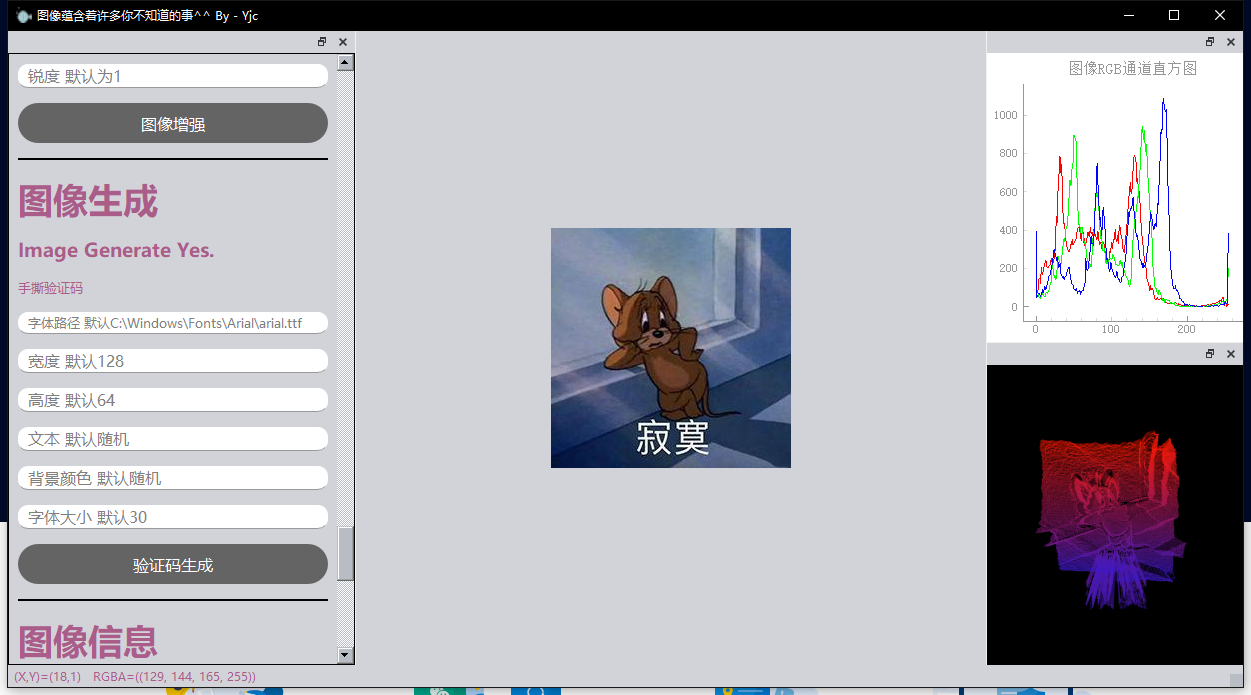 图像蕴含着许多你不知道的事^^ By - Yjc
锐度 默认为1
图像增强
图像生成
Image Generate Yes.
手撕验证码
字体路径 默认C:\Windows\Fonts\Arial\arial.ttf
宽度 默认128
高度 默认64
文本 默认随机
背景颜色 默认随机
字体大小 默认30
验证码生成
图像信息
(X,Y)=(18,1) RGBA=((129, 144, 165, 255))
寂寞
图像RGB通道直方图
1000
800
600
400
200
0
0 100 200